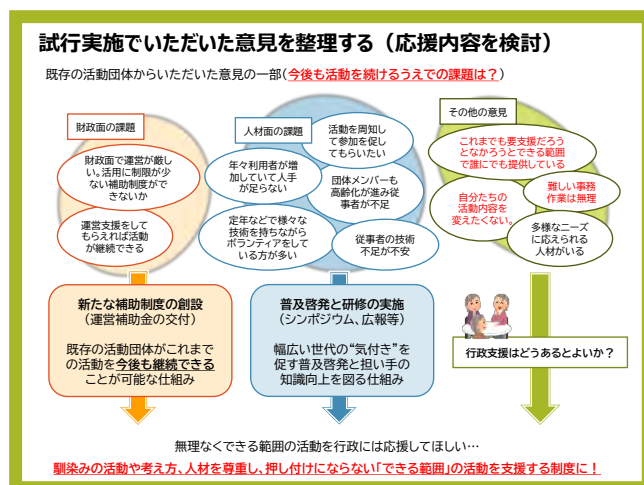 試行実施でいただいた意見を整理する（応援内容を検討）
既存の活動団体からいただいた意見の一部（今後も活動を続けるうえでの課題は？）
財政面の課題
財政面で運営が厳し
い。活用に制限が少
ない補助制度がで
きないか
運営支援をして
もらえれば活動
が継続できる
人材面の課題
活動を周知し
て参加を促し
てもらいたい
年々利用者が増
加していて人手
が足らない
団体メンバーも
高齢化が進み従
事者が不足
定年などで様々な
技術を持ちながら
ボランティアをして
いる方が多い
従事者の技術
不足が不安
その他の意見
これまでも要支援だろう
となかろうとできる範囲
で誰にでも提供している
自分たちの
活動内容を
変えたくない。
難しい事務
作業は無理
多様なニーズ
に応えられる
人材がいる
新たな補助制度の創設
（運営補助金の交付）
既存の活動団体がこれまで
の活動を今後も継続できる
ことが可能な仕組み
普及啓発と研修の実施
（シンポジウム、広報等）
幅広い世代の“気付き”を
促す普及啓発と担い手の
知識向上を図る仕組み
行政支援はどうあるとよいか？
無理なくできる範囲の活動を行政には応援してほしい…
馴染みの活動や考え方、人材を尊重し、押し付けにならない「できる範囲」の活動を支援する制度に！